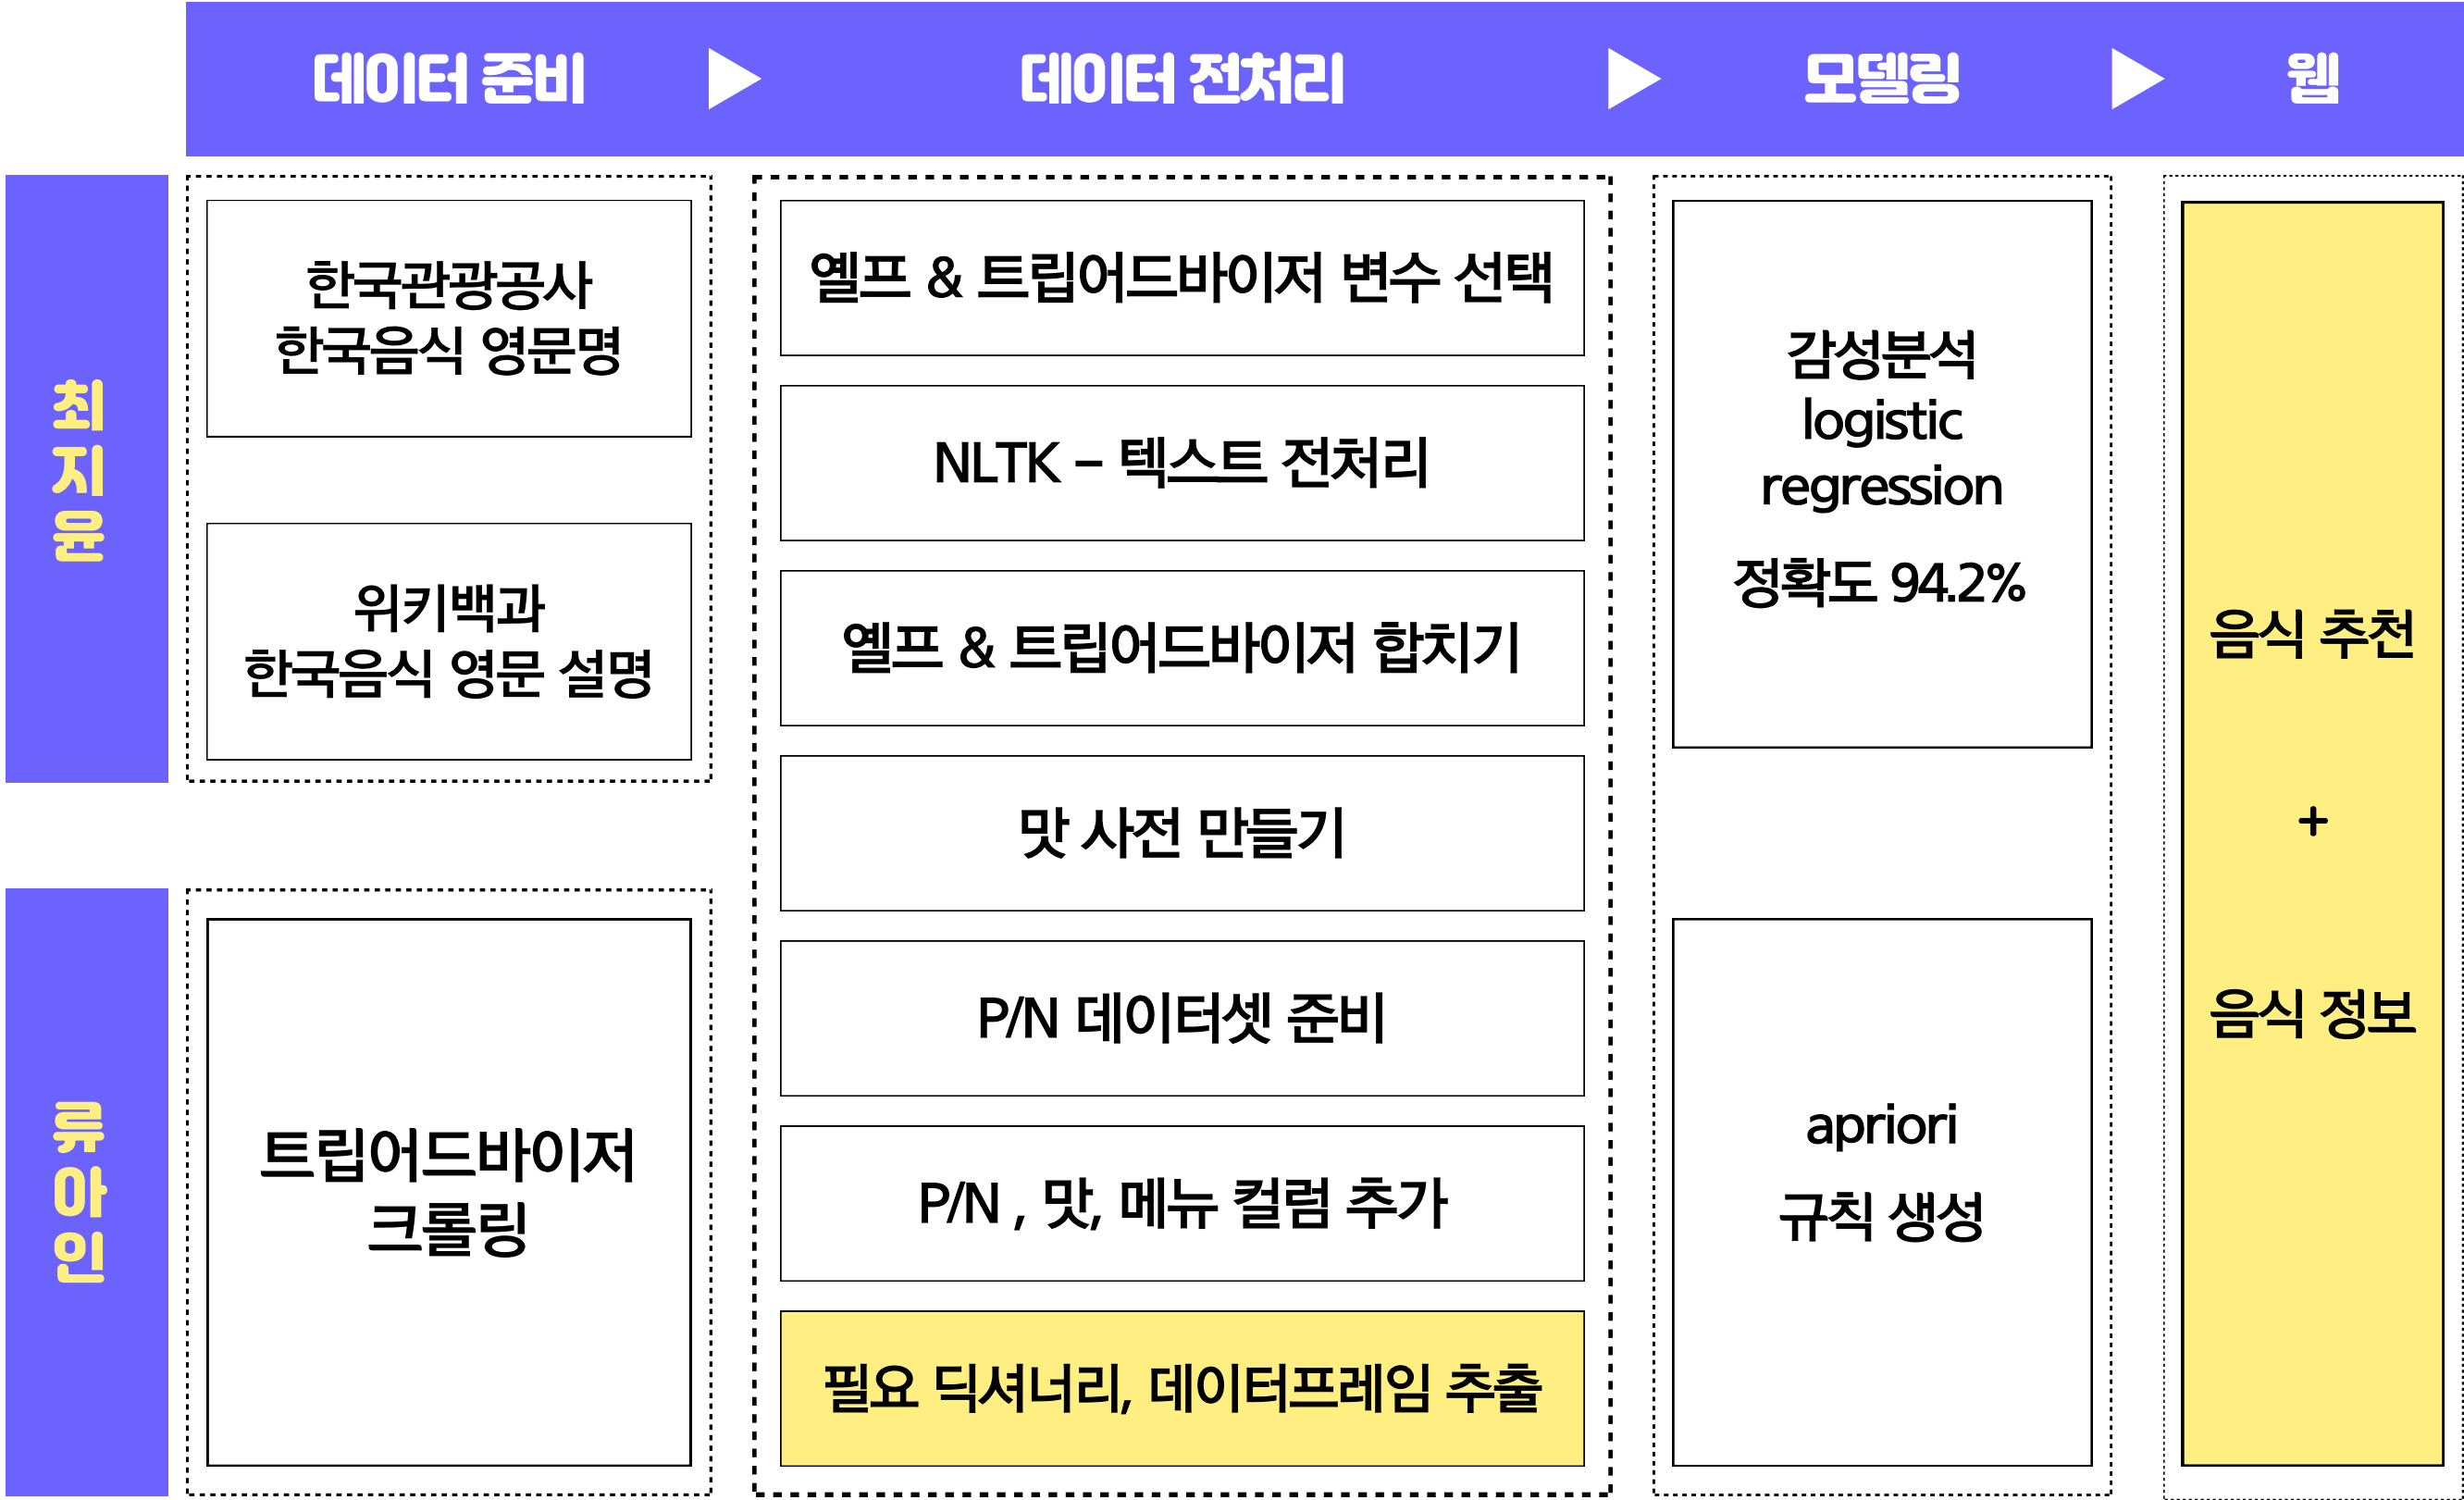 데이터 준비
데이터 전처리
모델링
웹
최지윤
한국관광공사
한국음식 영문명
위키백과
한국음식 영문 설명
류아인
트립어드바이저
크롤링
옐프 & 트립어드바이저 변수 선택
NLTK – 텍스트 전처리
옐프 & 트립어드바이저 합치기
맛 사전 만들기
P/N 데이터셋 준비
P/N , 맛, 메뉴 컬럼 추가
필요 딕셔너리, 데이터프레임 추출
감성분석
logistic
regression
정확도 94.2%
apriori
규칙 생성
음식 추천
+
음식 정보